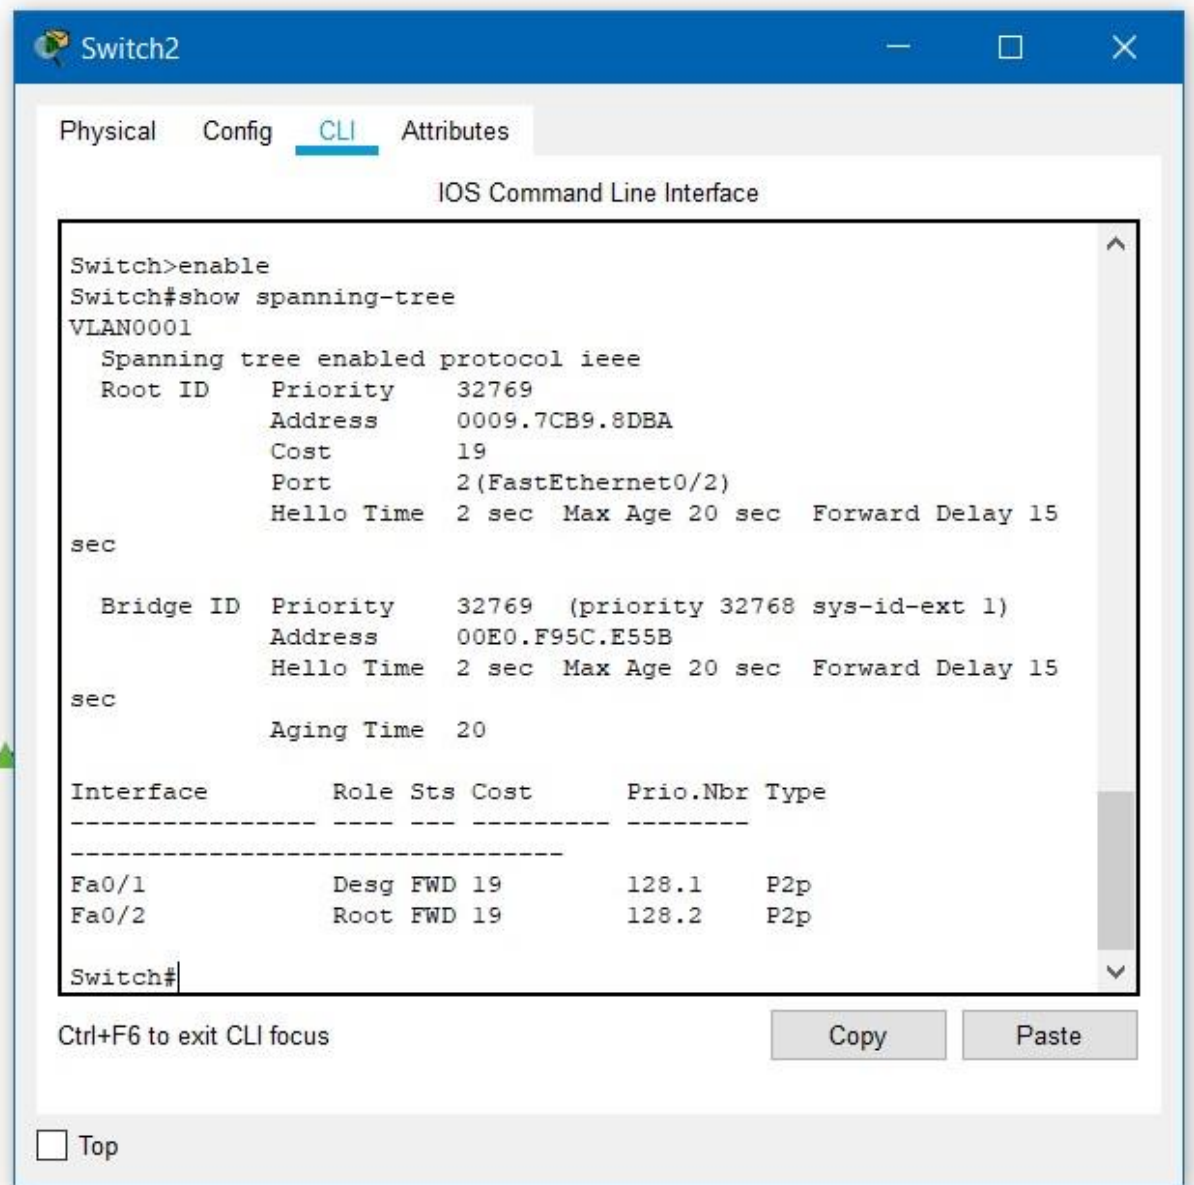 Switch2
Physical Config CLI Attributes
IOS Command Line Interface
Switch>enable
Switch#show spanning-tree
VLAN0001
  Spanning tree enabled protocol ieee
  Root ID    Priority    32769
             Address     0009.7CB9.8DBA
             Cost        19
             Port        2(FastEthernet0/2)
             Hello Time  2 sec  Max Age 20 sec  Forward Delay 15
sec
  Bridge ID  Priority    32769  (priority 32768 sys-id-ext 1)
             Address     00E0.F95C.E55B
             Hello Time  2 sec  Max Age 20 sec  Forward Delay 15
sec
             Aging Time  20
Interface        Role Sts Cost      Prio.Nbr Type
---------------- ---- --- --------- --------
--------------------------------
Fa0/1            Desg FWD 19        128.1    P2p
Fa0/2            Root FWD 19        128.2    P2p
Switch#
Ctrl+F6 to exit CLI focus
Copy
Paste
Top